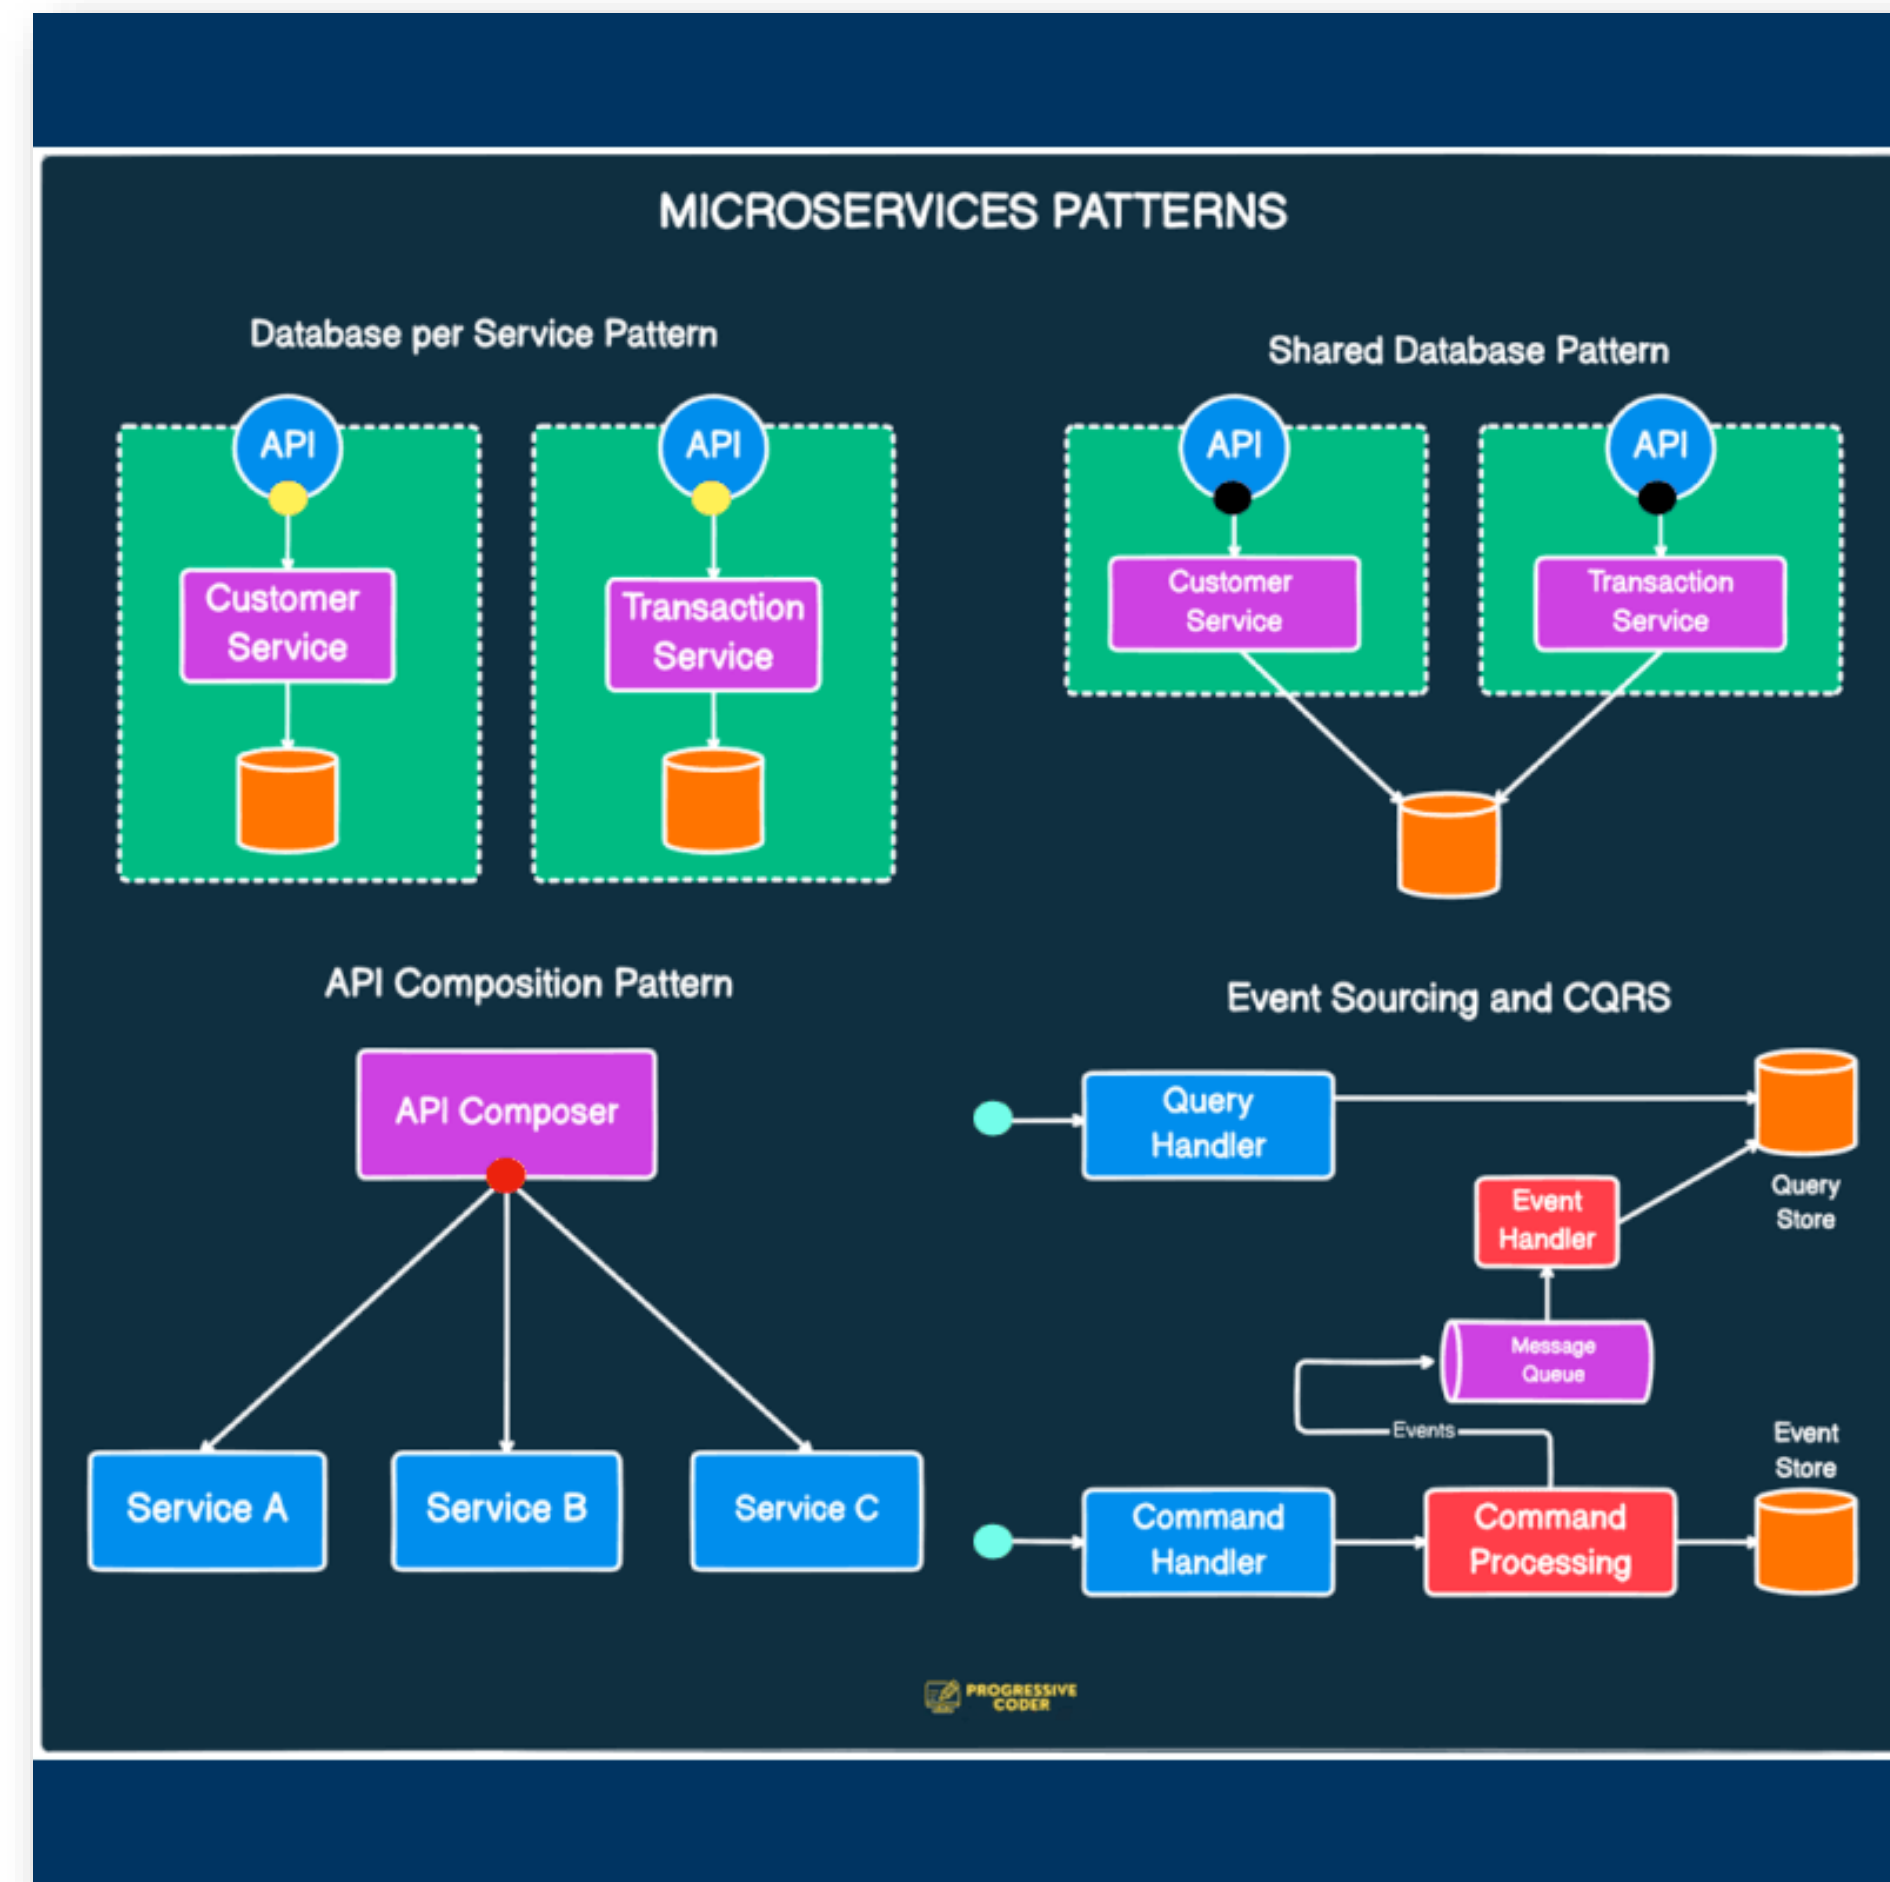 MICROSERVICES PATTERNS
Database per Service Pattern
API
Customer
Service
API
Transaction
Service
Shared Database Pattern
API
Customer
Service
API
Transaction
Service
API Composition Pattern
API Composer
Service A
Service B
Service C
Event Sourcing and CQRS
Query
Handler
Query
Store
Event
Handler
Message
Queue
Events
Event
Store
Command
Handler
Command
Processing
PROGRESSIVE
CODER